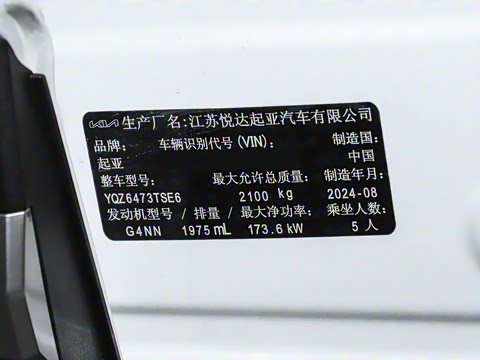 KIA 生产厂名:江苏悦达起亚汽车有限公司
品牌: 车辆识别代号(VIN): 制造国:
起亚 中国
整车型号: 最大允许总质量: 制造年月:
YQZ6473TSE6 2100 kg 2024-08
发动机型号 / 排量 / 最大净功率: 乘坐人数:
G4NN 1975 mL 173.6 kW 5 人